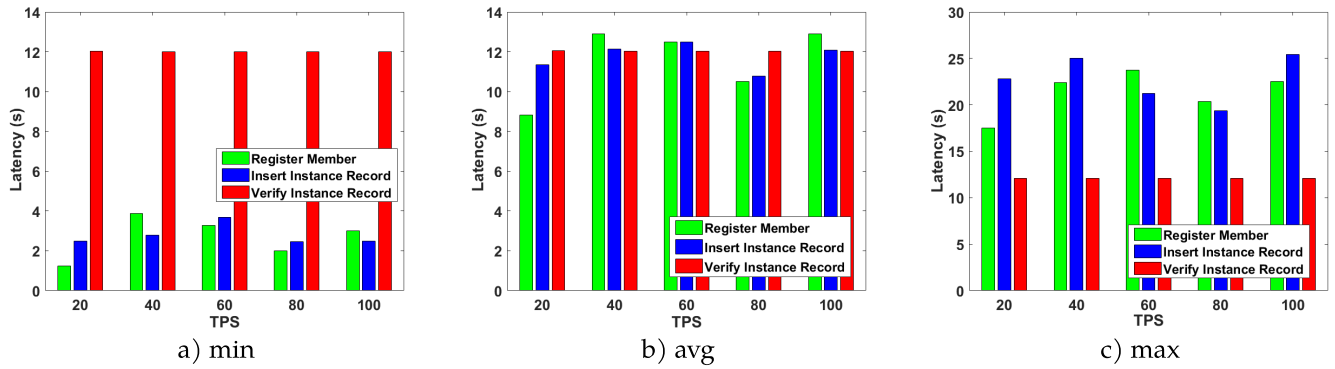 14
12
10
8
6
4
2
0
Latency (s)
Register Member
Insert Instance Record
Verify Instance Record
20 40 60 80 100
TPS
a) min
14
12
10
8
6
4
2
0
Latency (s)
Register Member
Insert Instance Record
Verify Instance Record
20 40 60 80 100
TPS
b) avg
30
25
20
15
10
5
0
Latency (s)
Register Member
Insert Instance Record
Verify Instance Record
20 40 60 80 100
TPS
c) max